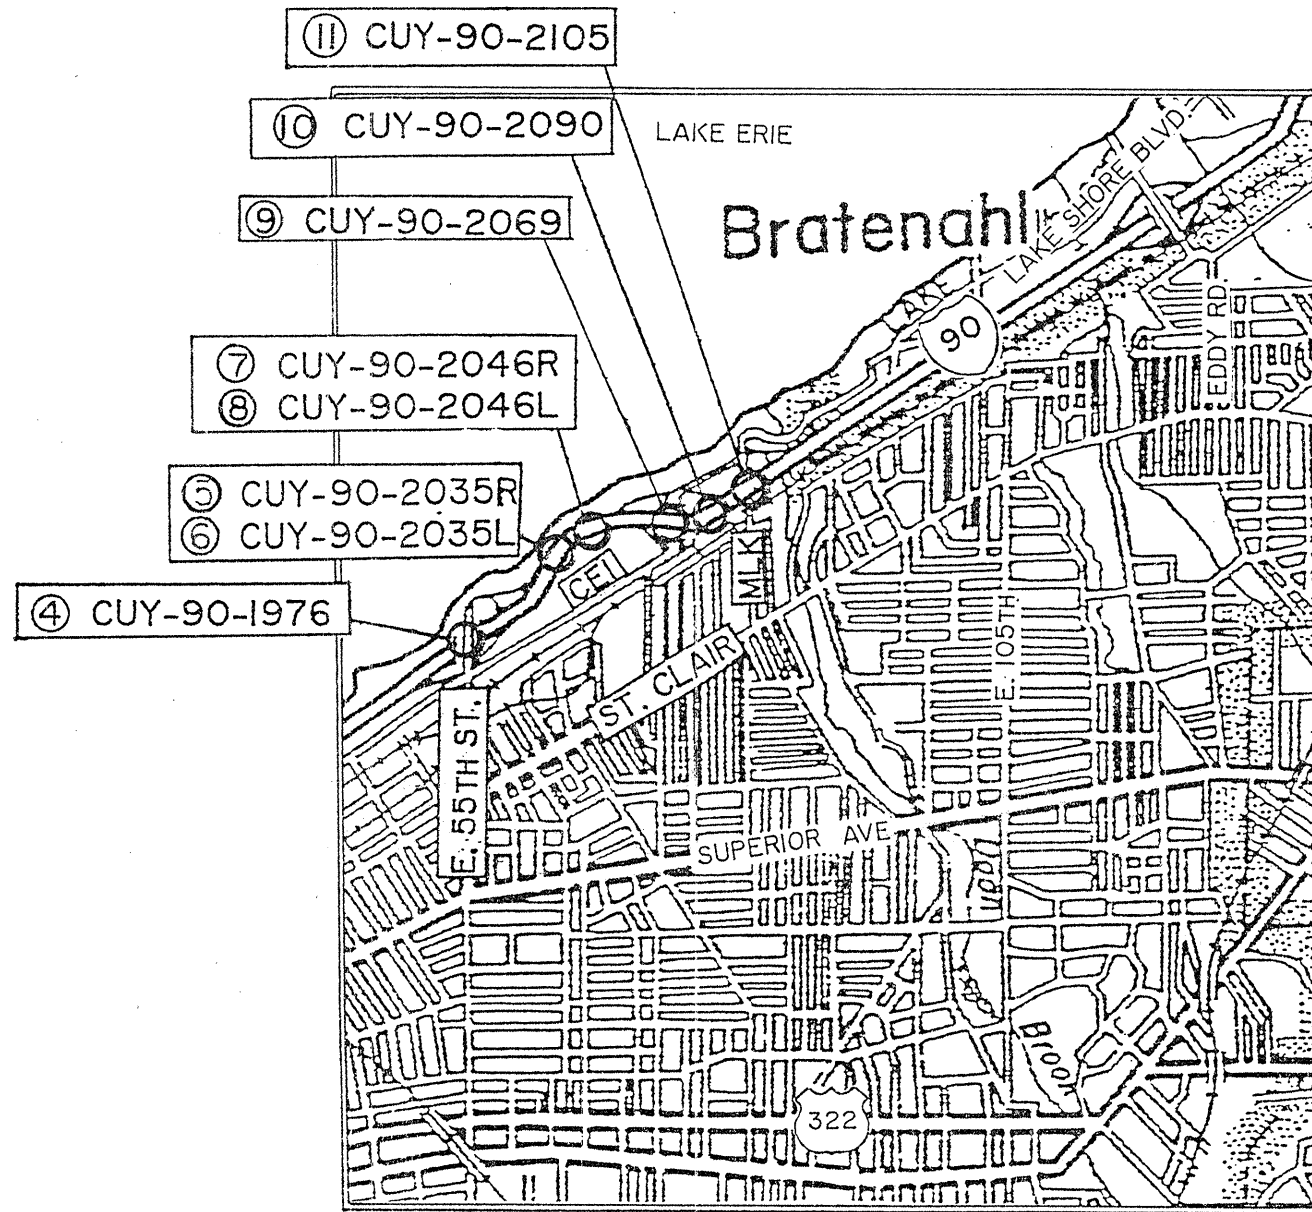 ⑪ CUY-90-2105
⑩ CUY-90-2090
LAKE ERIE
⑨ CUY-90-2069
Bratenahl
LAKE SHORE BLVD.
LAKE
90
EDDY RD.
⑦ CUY-90-2046R
⑧ CUY-90-2046L
⑤ CUY-90-2035R
⑥ CUY-90-2035L
CEI
MLK
④ CUY-90-1976
E. 105TH
ST. CLAIR
E. 55TH ST.
SUPERIOR AVE
322